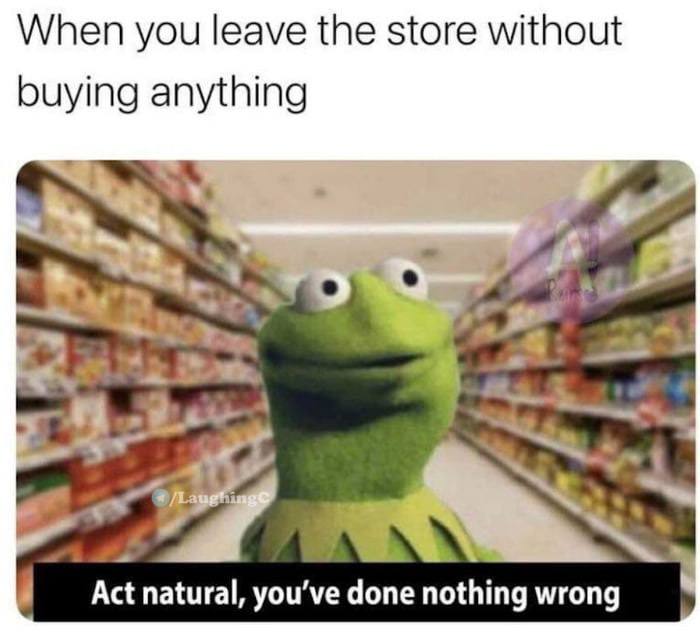 When you leave the store without
buying anything
/LaughingC
Act natural, you've done nothing wrong